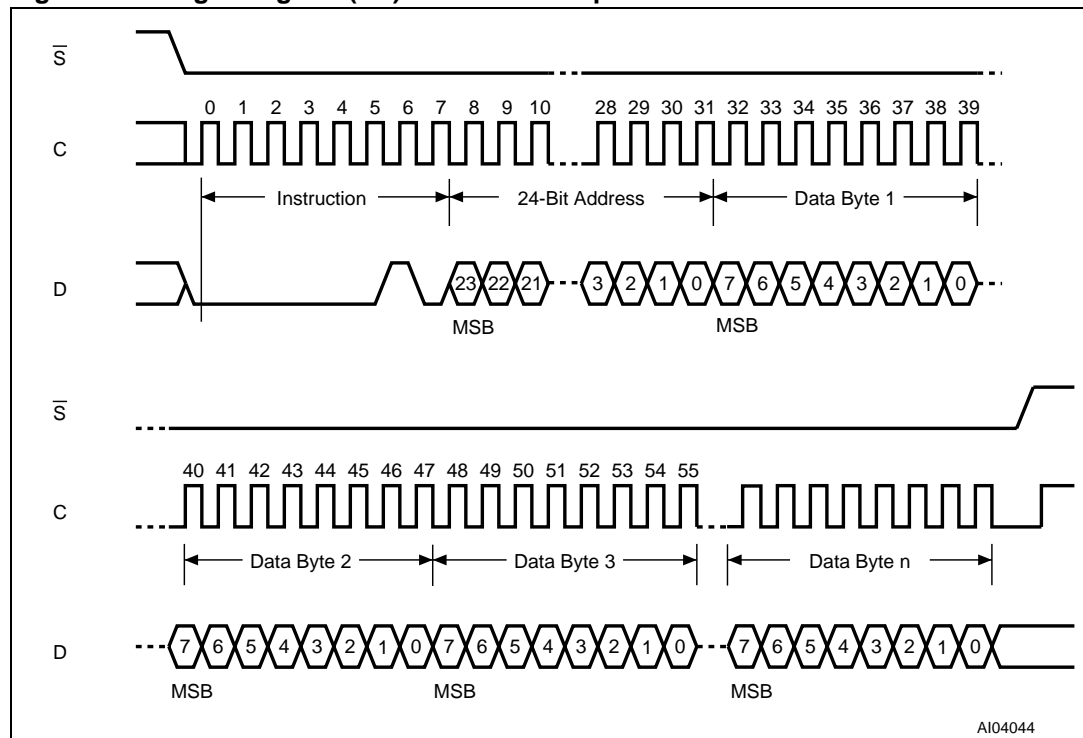 S
0 1 2 3 4 5 6 7 8 9 10 28 29 30 31 32 33 34 35 36 37 38 39
C
Instruction 24-Bit Address Data Byte 1
D 23 22 21 3 2 1 0 7 6 5 4 3 2 1 0
MSB MSB
S
40 41 42 43 44 45 46 47 48 49 50 51 52 53 54 55
C
Data Byte 2 Data Byte 3 Data Byte n
D 7 6 5 4 3 2 1 0 7 6 5 4 3 2 1 0 7 6 5 4 3 2 1 0
MSB MSB MSB
AI04044